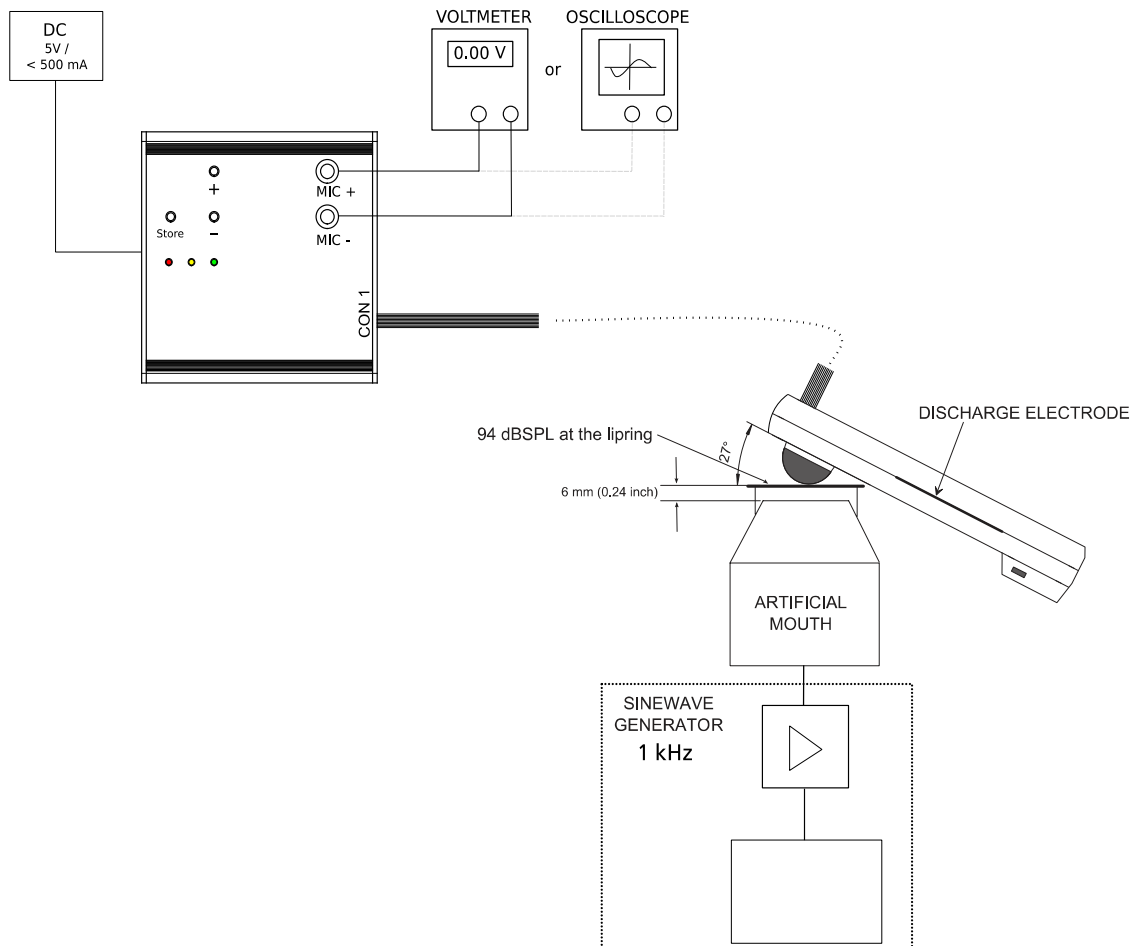 DC
5V /
< 500 mA
VOLTMETER
OSCILLOSCOPE
0.00 V
or
+
MIC +
Store
-
MIC -
CON 1
94 dBSPL at the lipring
27°
DISCHARGE ELECTRODE
6 mm (0.24 inch)
ARTIFICIAL
MOUTH
SINEWAVE
GENERATOR
1 kHz